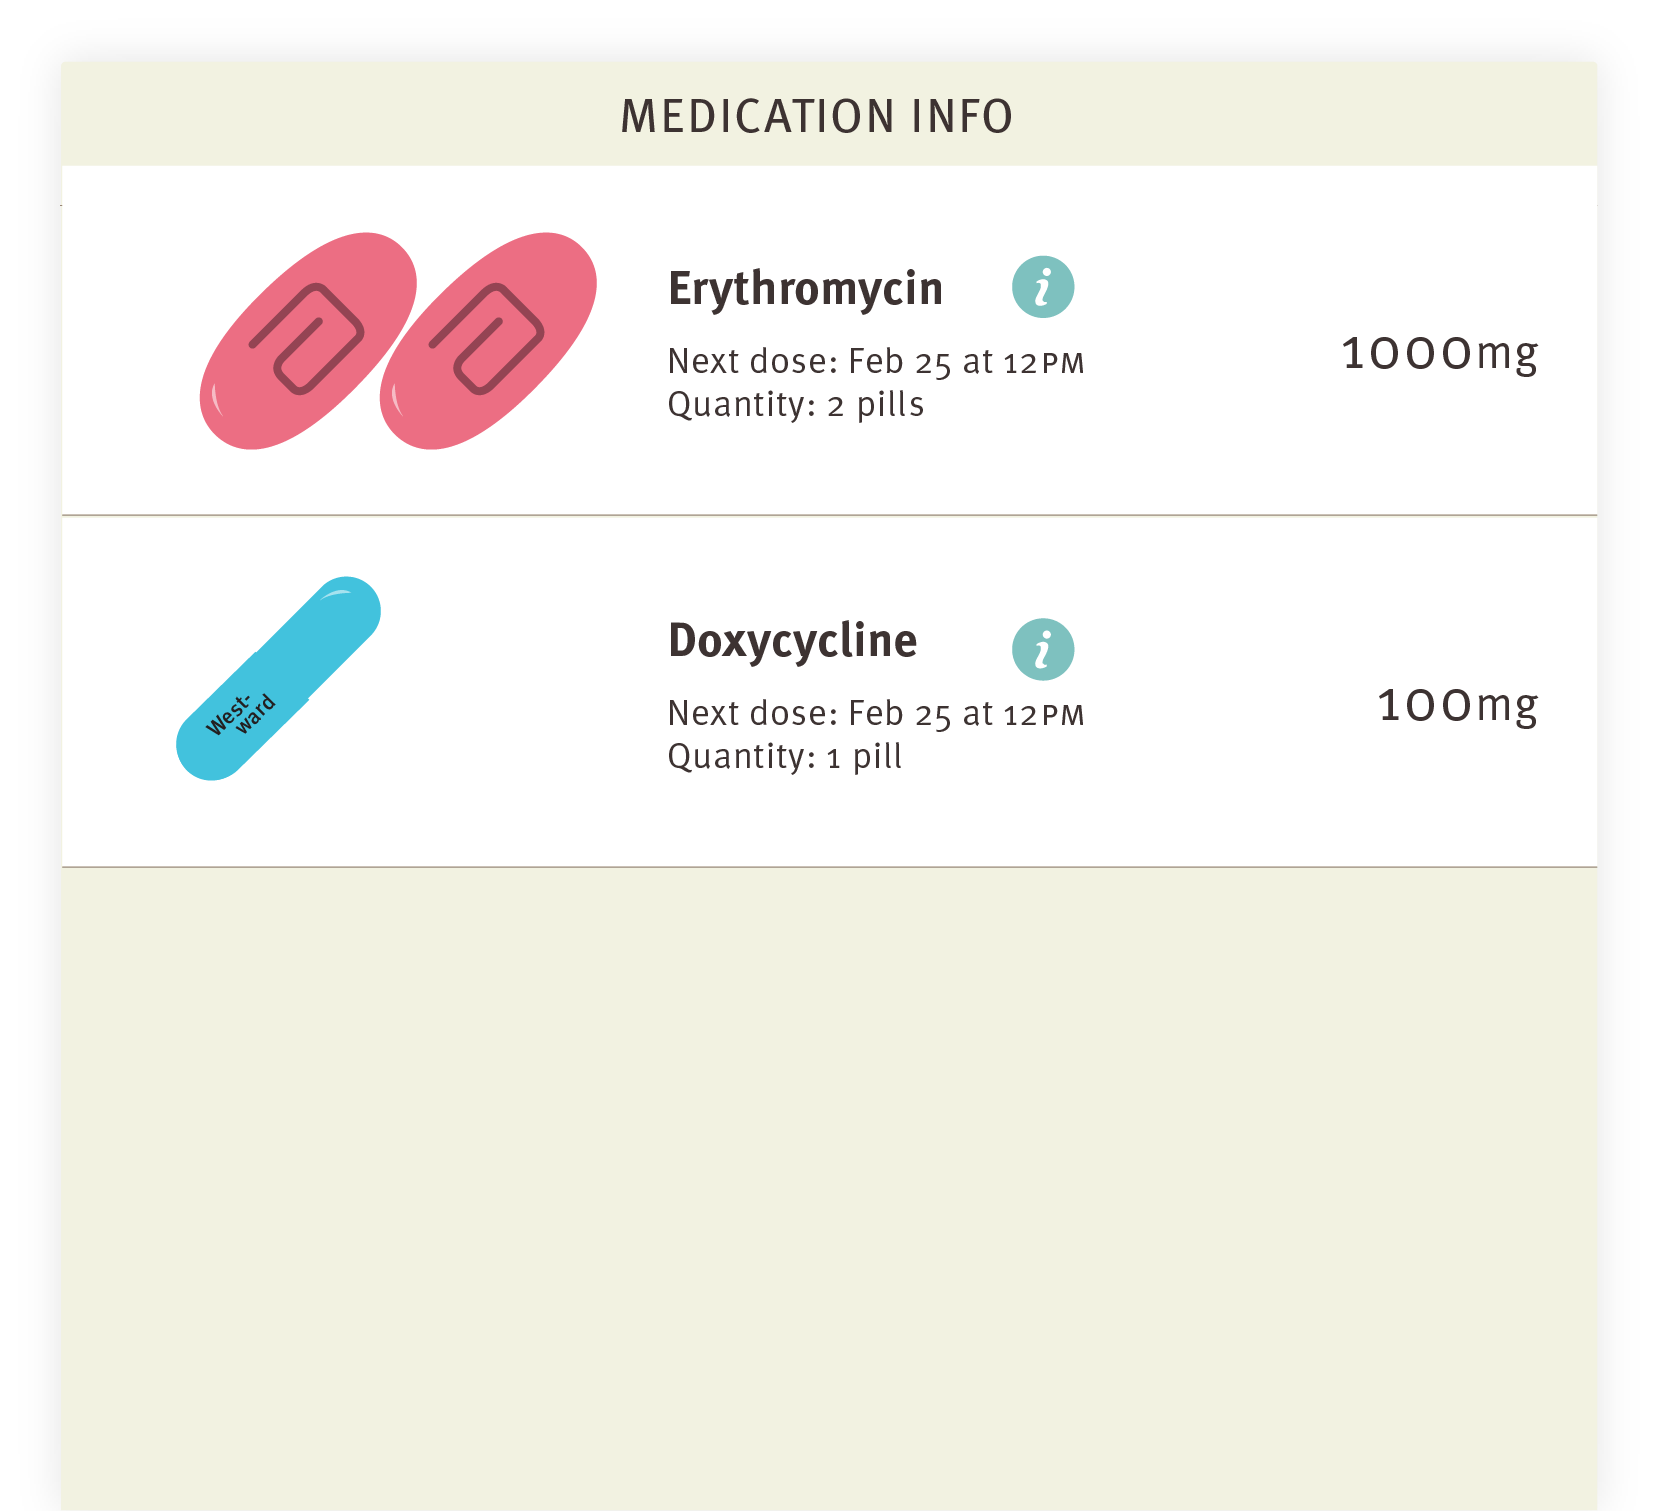 MEDICATION INFO
Erythromycin i
Next dose: Feb 25 at 12PM
Quantity: 2 pills
1000mg
West-
ward
Doxycycline i
Next dose: Feb 25 at 12PM
Quantity: 1 pill
100mg